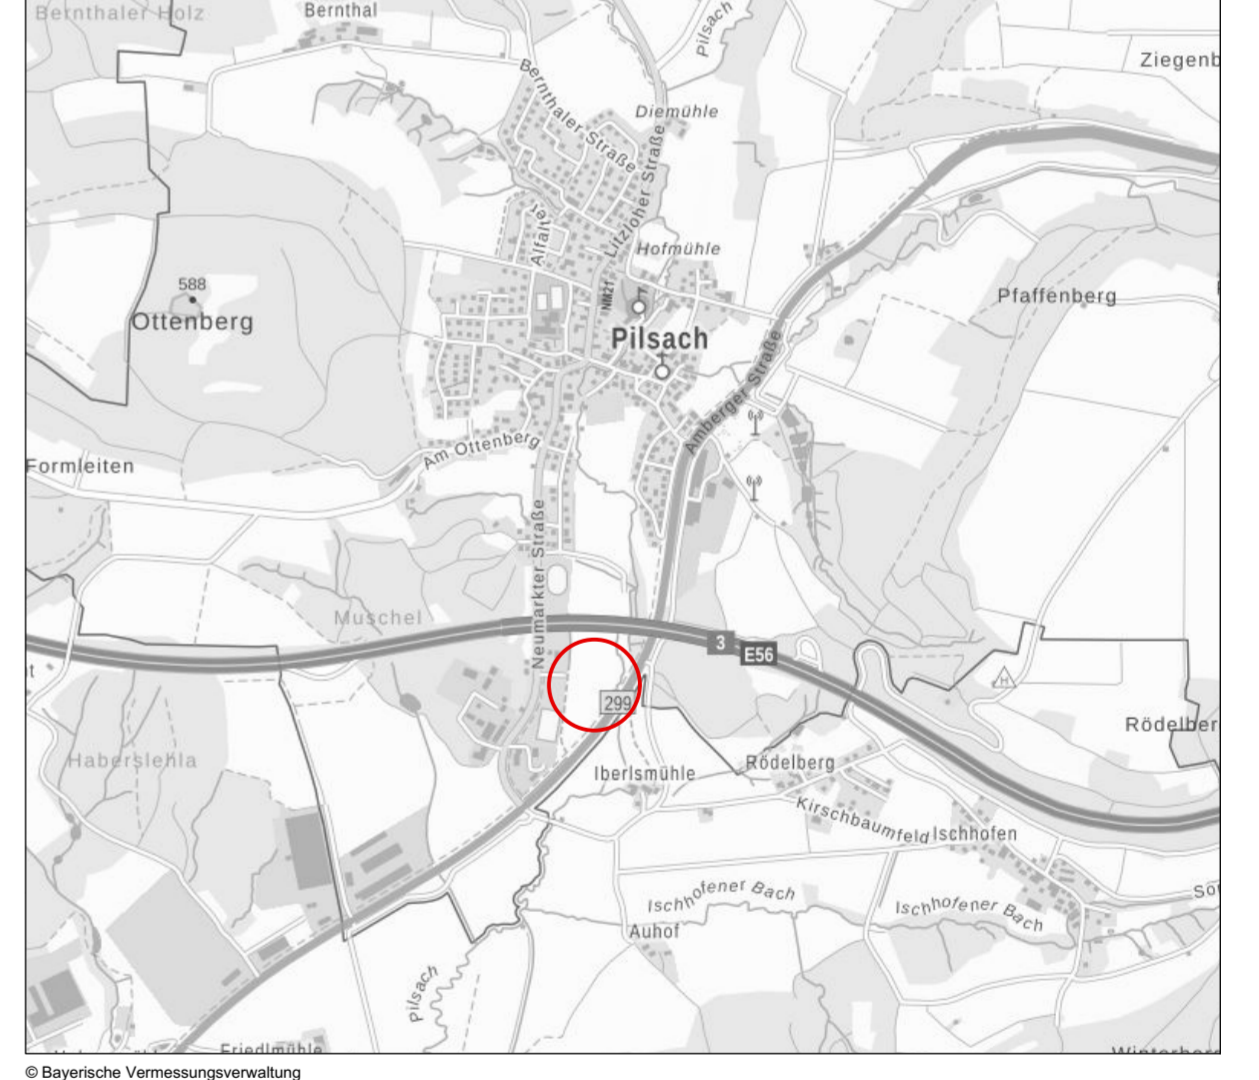 Bernthaler Holz
Bernthal
Pilsach
Ziegenb
Bernthaler Straße
Diemühle
Litzloher Straße
Alfalter
Hofmühle
588
Ottenberg
NM21
Pfaffenberg
Pilsach
Amberger Straße
Am Ottenberg
Formleiten
Neumarkter Straße
Muschel
3
E56
299
Rödelber
Haberslehla
Iberlsmühle
Rödelberg
Kirschbaumfeld
Ischhofen
Ischhofener Bach
Ischhofener Bach
Auhof
Pilsach
Friedlmühle
© Bayerische Vermessungsverwaltung